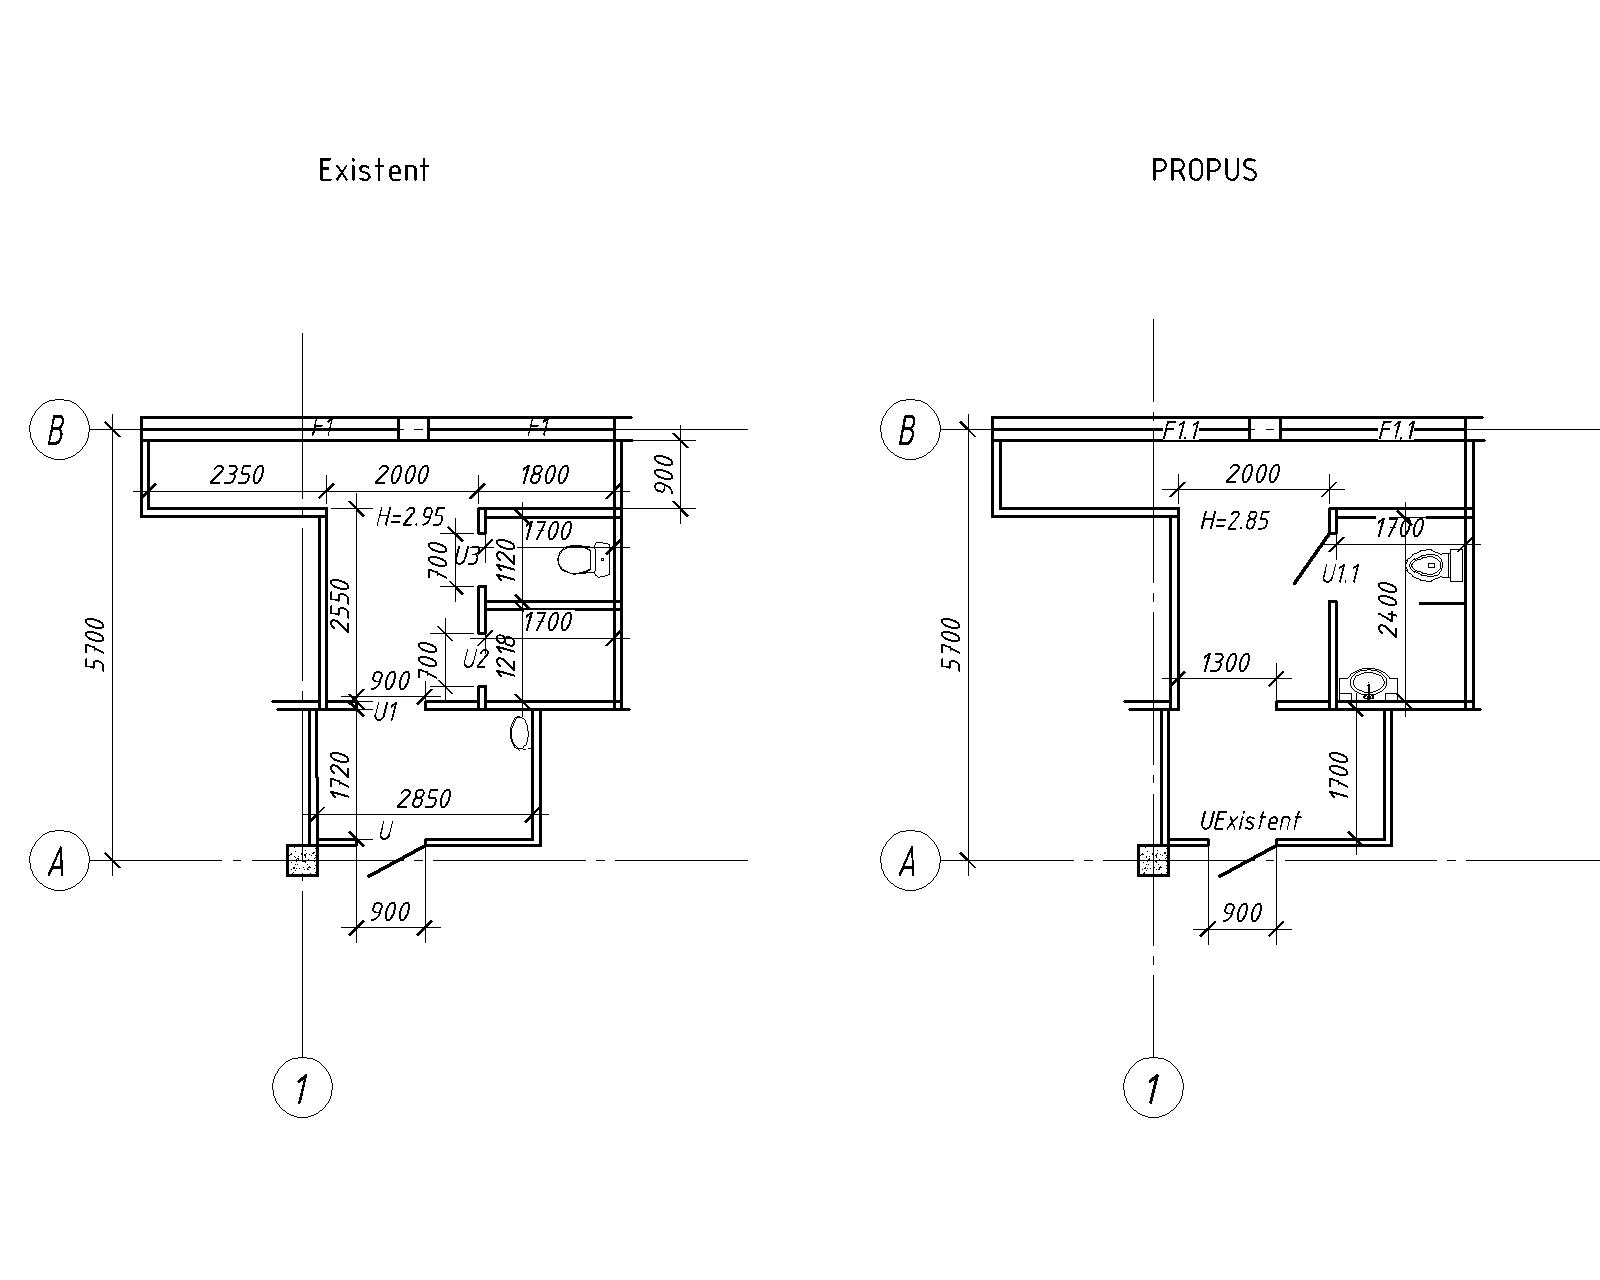 Existent
PROPUS
B
F1
F1
2350
2000
1800
900
H=2.95
1700
U3
700
1120
2550
1700
U2
700
1218
900
U1
5700
1720
2850
U
A
900
1
B
F1.1
F1.1
2000
H=2.85
1700
U1.1
2400
5700
1300
1700
UExistent
A
900
1